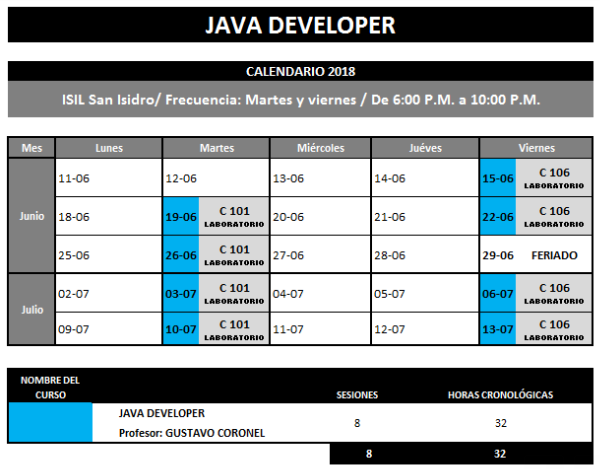 JAVA DEVELOPER
CALENDARIO 2018
ISIL San Isidro/ Frecuencia: Martes y viernes / De 6:00 P.M. a 10:00 P.M.
Mes Lunes Martes Miércoles Juéves Viernes
Junio
11-06 12-06 13-06 14-06 15-06 C 106 LABORATORIO
18-06 19-06 C 101 LABORATORIO 20-06 21-06 22-06 C 106 LABORATORIO
25-06 26-06 C 101 LABORATORIO 27-06 28-06 29-06 FERIADO
Julio
02-07 03-07 C 101 LABORATORIO 04-07 05-07 06-07 C 106 LABORATORIO
09-07 10-07 C 101 LABORATORIO 11-07 12-07 13-07 C 106 LABORATORIO
NOMBRE DEL
CURSO SESIONES HORAS CRONOLÓGICAS
JAVA DEVELOPER
Profesor: GUSTAVO CORONEL 8 32
8 32